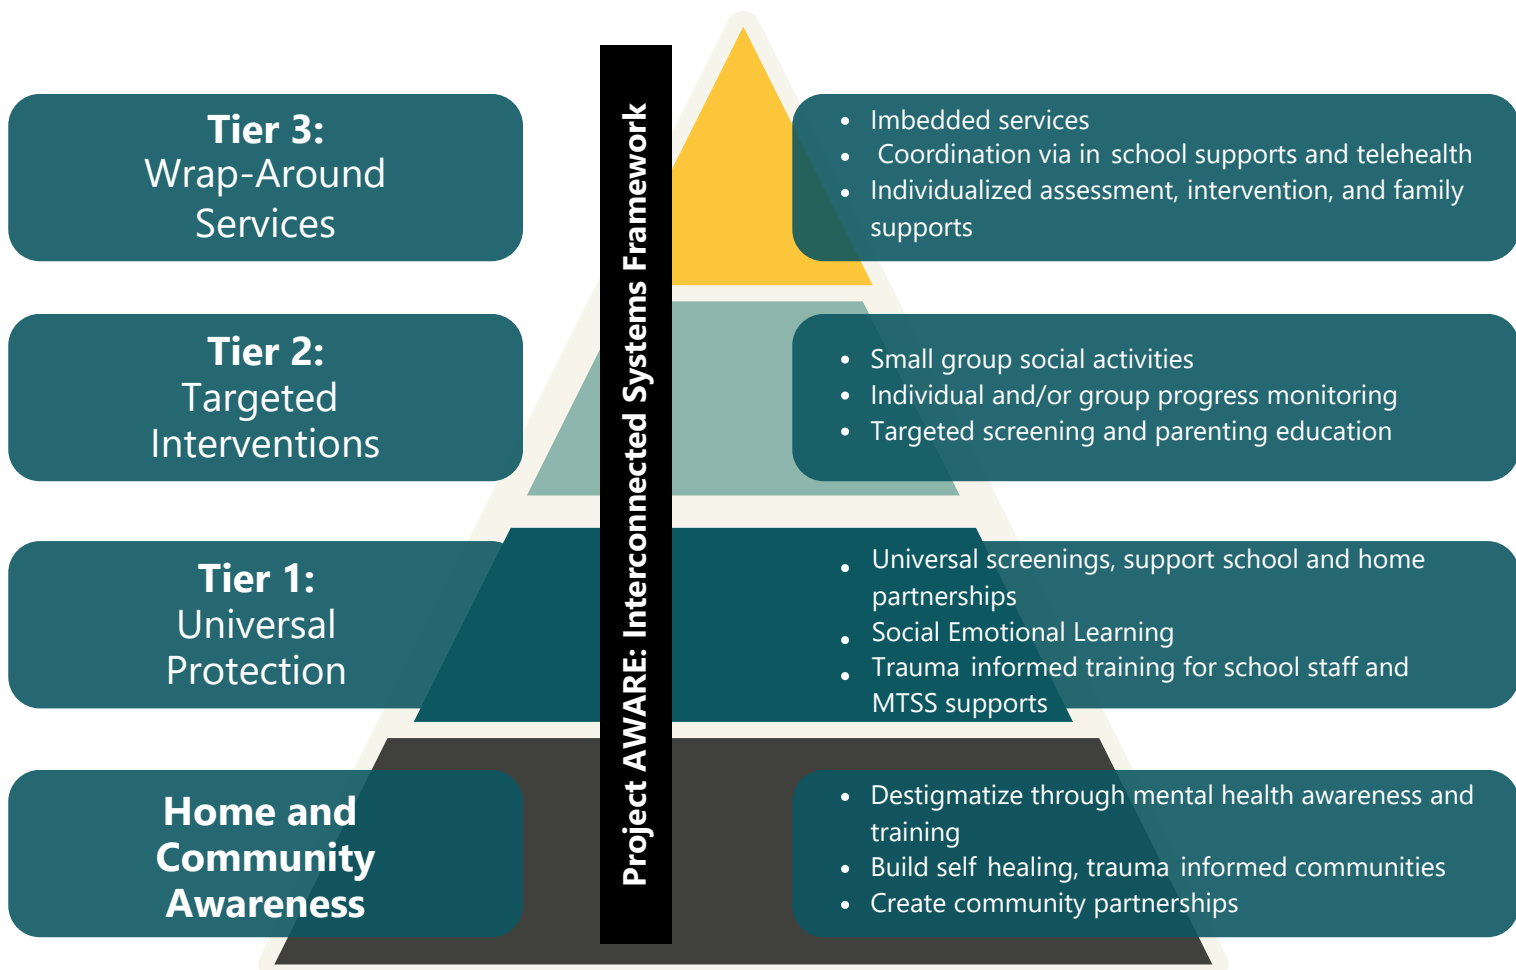 Project AWARE: Interconnected Systems Framework
Tier 3:
Wrap-Around
Services
• Imbedded services
• Coordination via in school supports and telehealth
• Individualized assessment, intervention, and family
supports
Tier 2:
Targeted
Interventions
• Small group social activities
• Individual and/or group progress monitoring
• Targeted screening and parenting education
Tier 1:
Universal
Protection
• Universal screenings, support school and home
partnerships
• Social Emotional Learning
• Trauma informed training for school staff and
MTSS supports
Home and
Community
Awareness
• Destigmatize through mental health awareness and
training
• Build self healing, trauma informed communities
• Create community partnerships